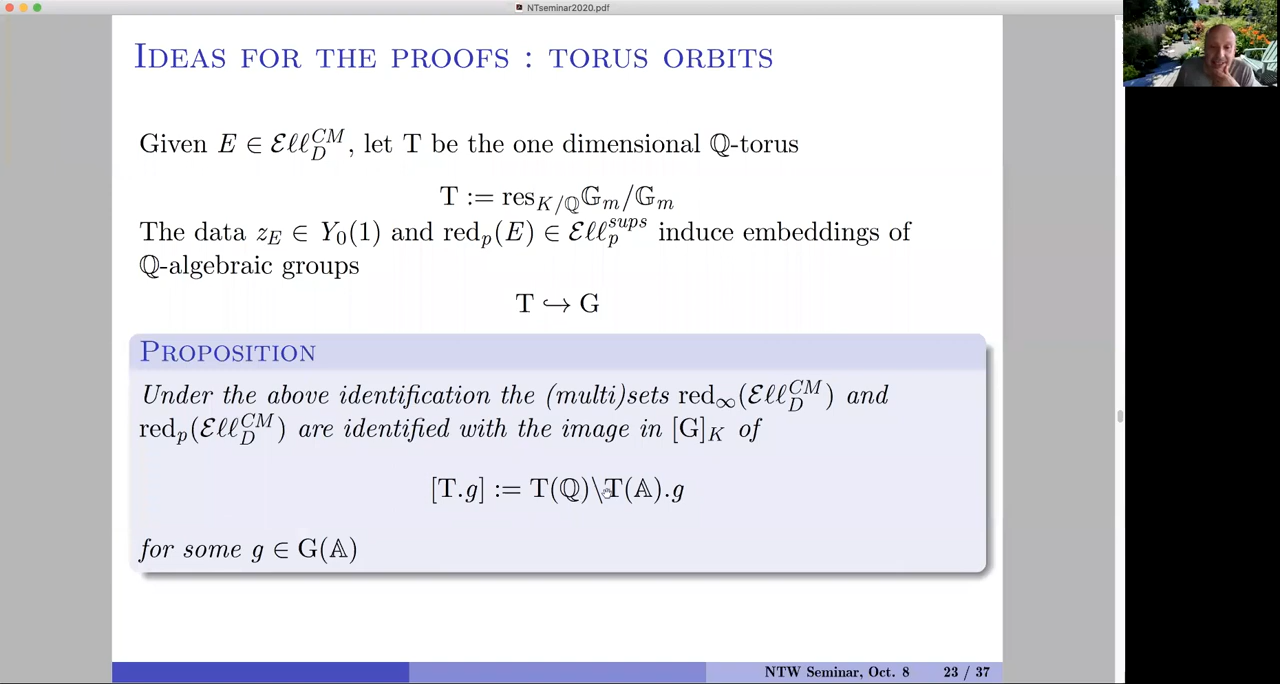 NTseminar2020.pdf
Ideas for the proofs : torus orbits
Given E ∈ 𝓔ℓℓ_D^{CM}, let T be the one dimensional ℚ-torus
T := res_{K/ℚ}𝔾_m/𝔾_m
The data z_E ∈ Y_0(1) and red_p(E) ∈ 𝓔ℓℓ_p^{sups} induce embeddings of
ℚ-algebraic groups
T ↪ G
Proposition
Under the above identification the (multi)sets red_∞(𝓔ℓℓ_D^{CM}) and
red_p(𝓔ℓℓ_D^{CM}) are identified with the image in [G]_K of
[T.g] := T(ℚ)\T(𝔸).g
for some g ∈ G(𝔸)
NTW Seminar, Oct. 8 23 / 37